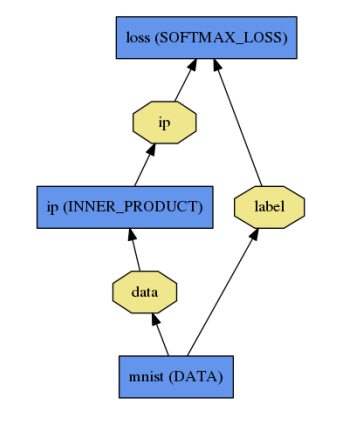 loss (SOFTMAX_LOSS)
ip
ip (INNER_PRODUCT)
label
data
mnist (DATA)